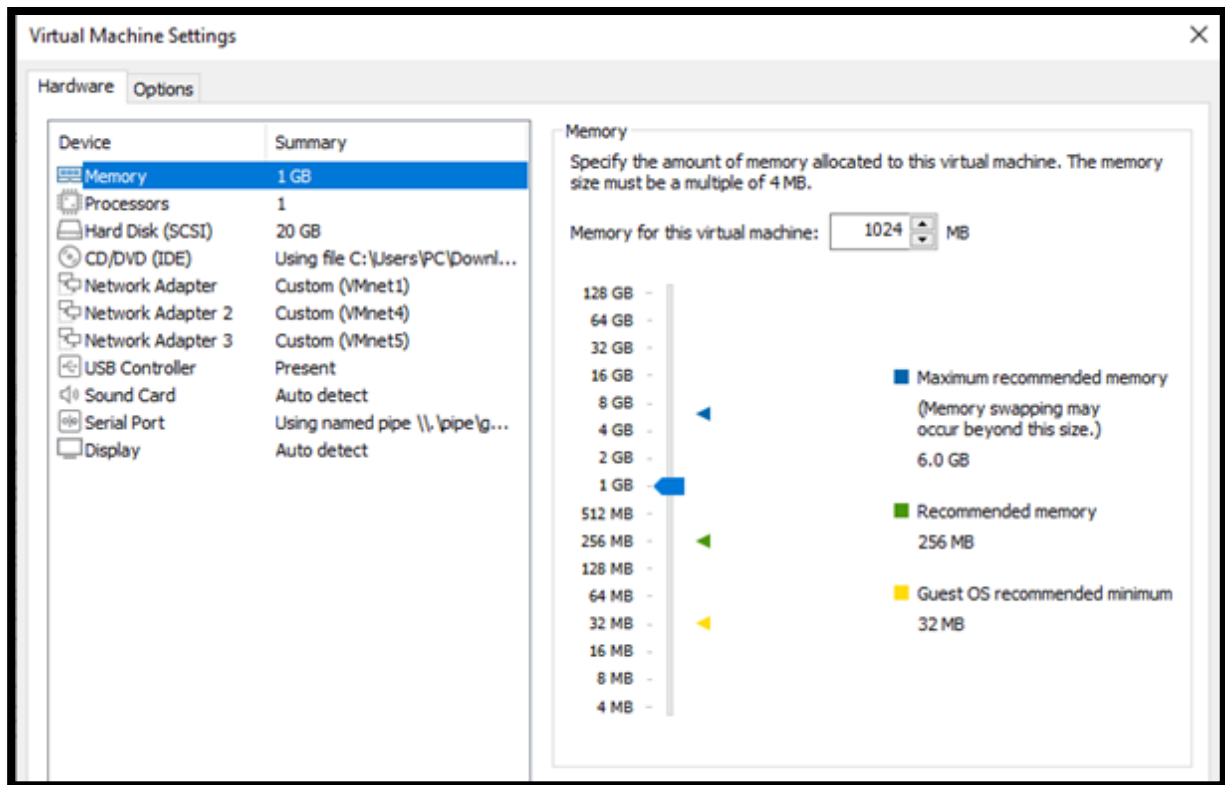 Virtual Machine Settings
Hardware Options
Device Summary
Memory 1 GB
Processors 1
Hard Disk (SCSI) 20 GB
CD/DVD (IDE) Using file C:\Users\PC\Downl...
Network Adapter Custom (VMnet1)
Network Adapter 2 Custom (VMnet4)
Network Adapter 3 Custom (VMnet5)
USB Controller Present
Sound Card Auto detect
Serial Port Using named pipe \\.\pipe\g...
Display Auto detect
Memory
Specify the amount of memory allocated to this virtual machine. The memory
size must be a multiple of 4 MB.
Memory for this virtual machine: 1024 MB
128 GB
64 GB
32 GB
16 GB
8 GB
4 GB
2 GB
1 GB
512 MB
256 MB
128 MB
64 MB
32 MB
16 MB
8 MB
4 MB
Maximum recommended memory
(Memory swapping may
occur beyond this size.)
6.0 GB
Recommended memory
256 MB
Guest OS recommended minimum
32 MB